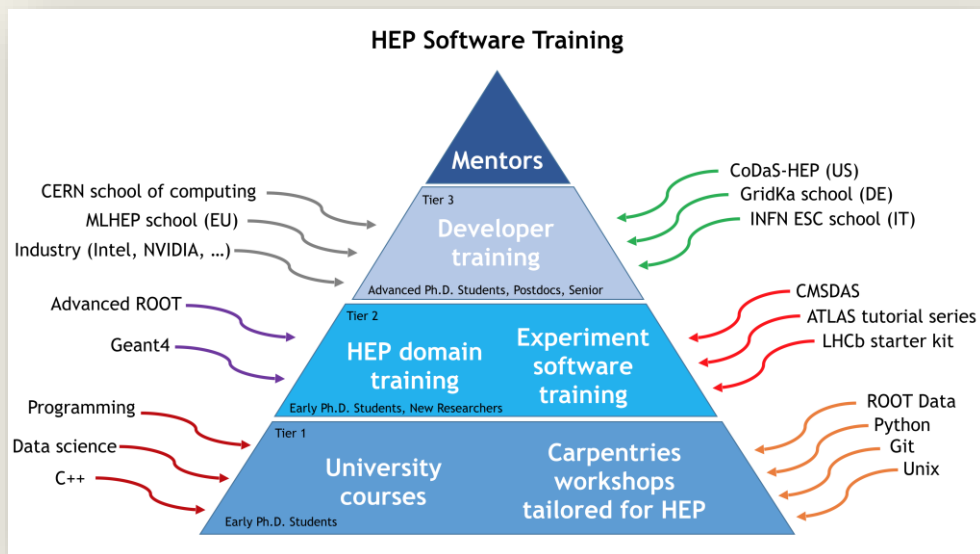 HEP Software Training
Mentors
CERN school of computing
MLHEP school (EU)
Industry (Intel, NVIDIA, …)
Tier 3
Developer
training
Advanced Ph.D. Students, Postdocs, Senior
CoDaS-HEP (US)
GridKa school (DE)
INFN ESC school (IT)
Advanced ROOT
Geant4
Tier 2
HEP domain
training
Experiment
software
training
Early Ph.D. Students, New Researchers
CMSDAS
ATLAS tutorial series
LHCb starter kit
Programming
Data science
C++
Tier 1
University
courses
Carpentries
workshops
tailored for HEP
Early Ph.D. Students
ROOT Data
Python
Git
Unix